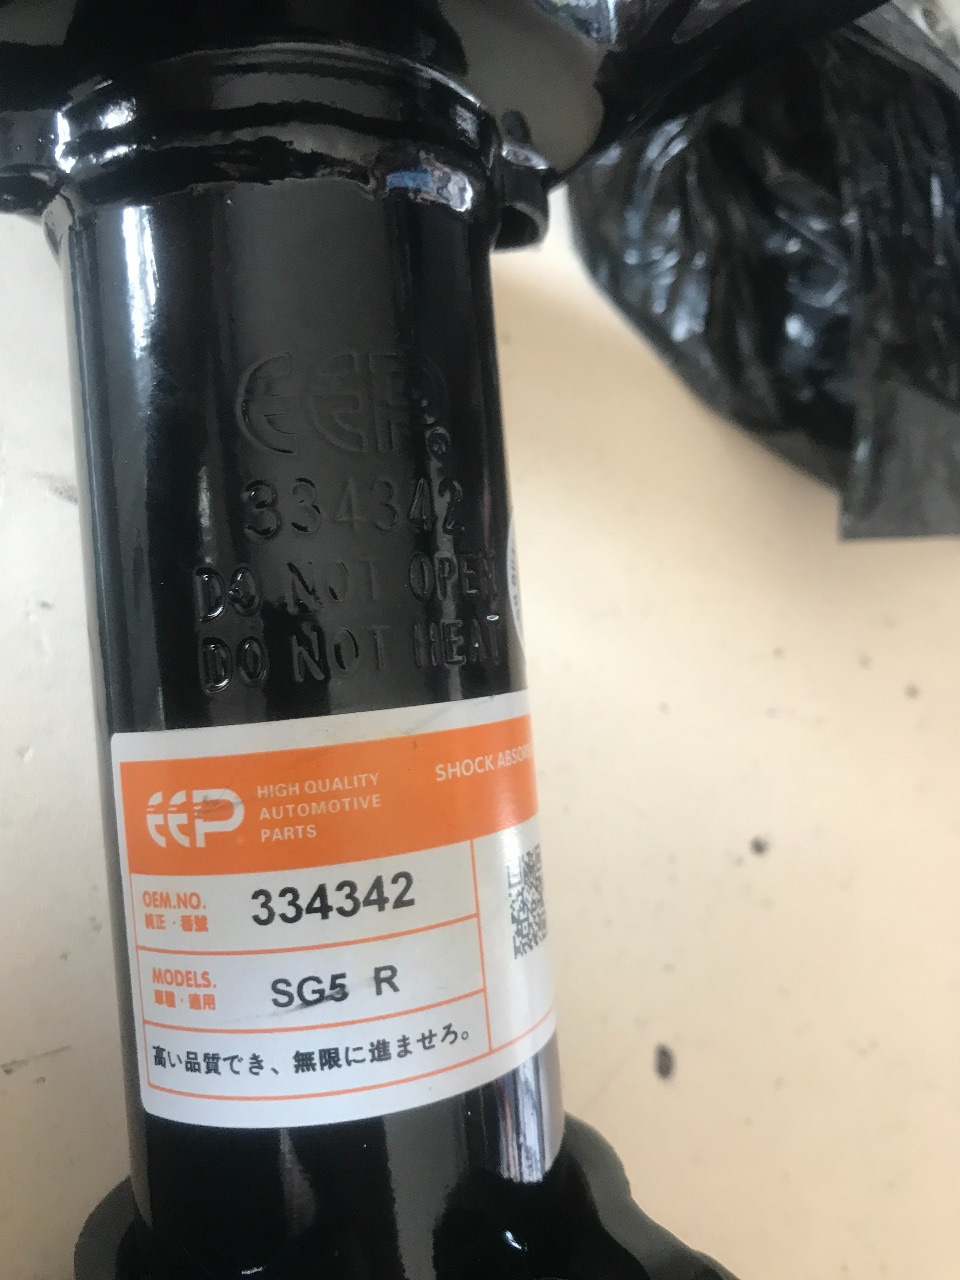 EEP
334342
DO NOT OPEN
DO NOT HEAT
EEP
HIGH QUALITY
AUTOMOTIVE
PARTS
SHOCK ABSO
OEM.NO.
純正·番號
334342
MODELS.
車種·適用
SG5 R
高い品質でき、無限に進ませろ。